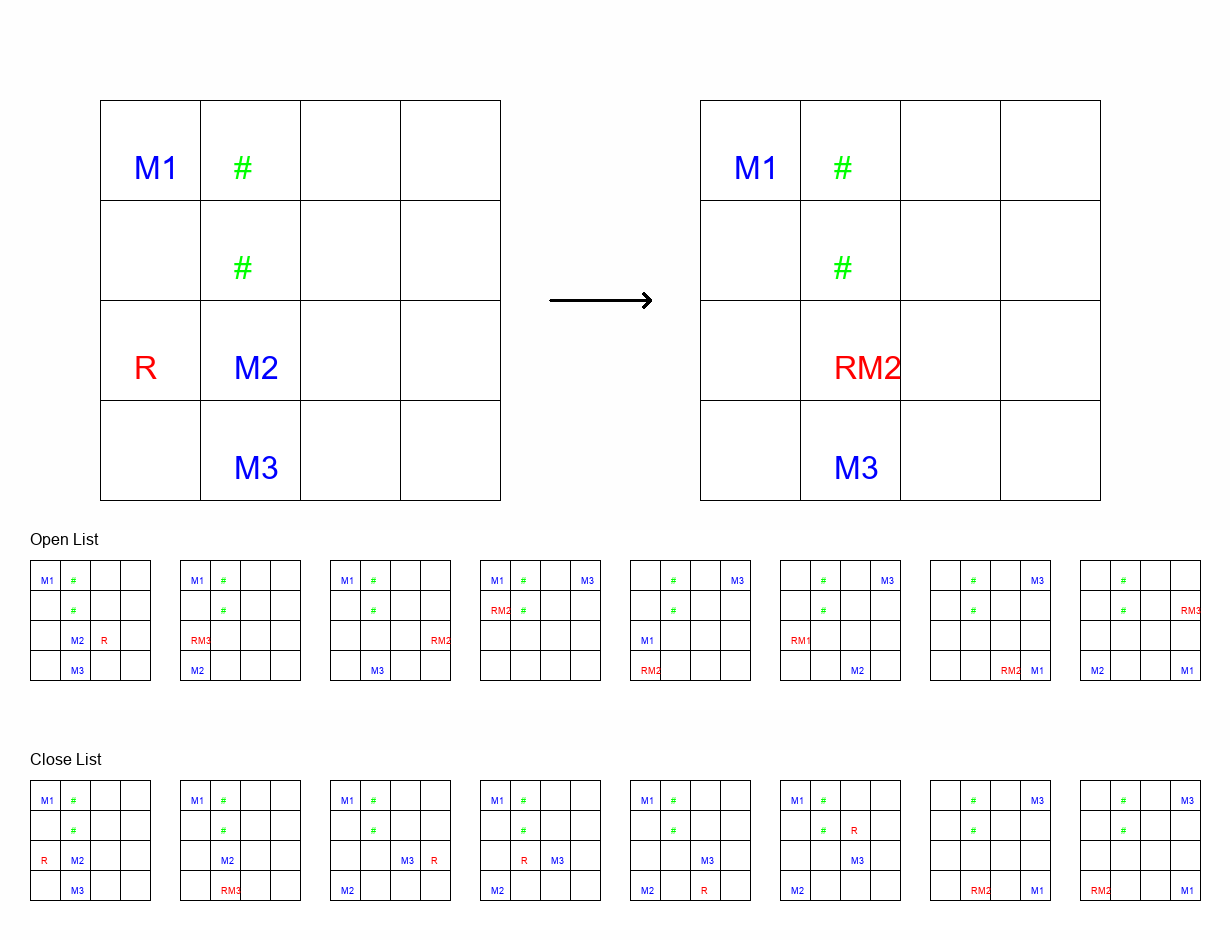 M1 # M1 #
# #
R M2 RM2
M3 M3
Open List
M1 # M1 # M1 # M1 # M3 # M3 # M3 # M3 #
# # # RM2 # # # # # RM3
M2 R RM3 RM2 M1 RM1
M3 M2 M3 RM2 M2 RM2 M1 M2 M1
Close List
M1 # M1 # M1 # M1 # M1 # M1 # # M3 # M3
# # # # # # R # #
R M2 M2 M3 R R M3 M3 M3
M3 RM3 M2 M2 M2 R M2 RM2 M1 RM2 M1